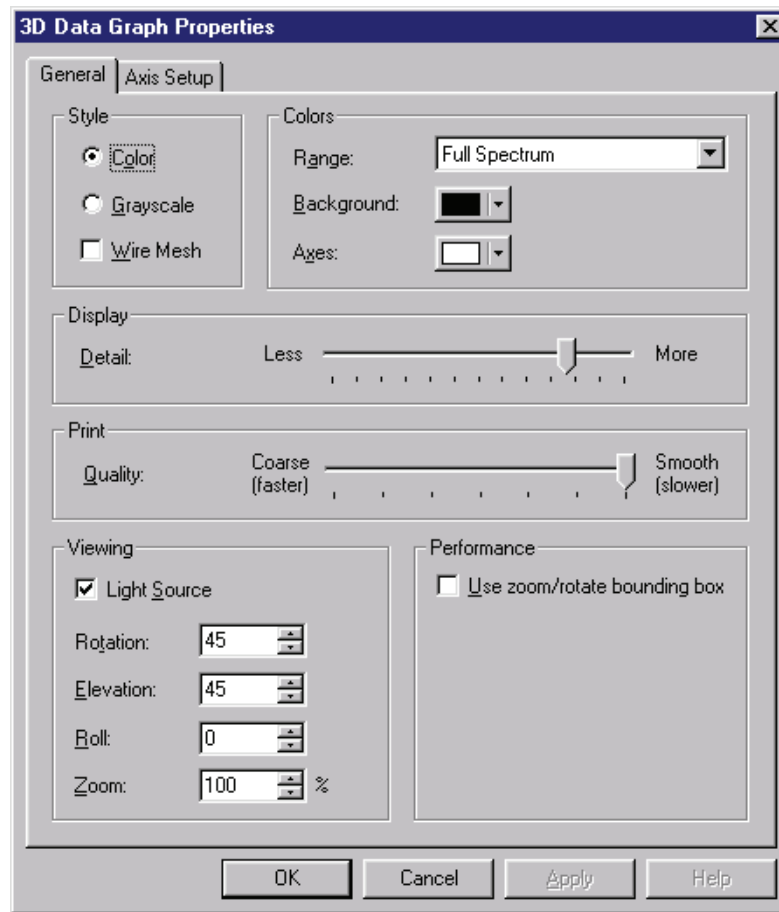 3D Data Graph Properties
General
Axis Setup
Style
Color
Grayscale
Wire Mesh
Colors
Range:
Full Spectrum
Background:
Axes:
Display
Detail:
Less
More
Print
Quality:
Coarse
(faster)
Smooth
(slower)
Viewing
Light Source
Rotation:
45
Elevation:
45
Roll:
0
Zoom:
100
%
Performance
Use zoom/rotate bounding box
OK
Cancel
Apply
Help